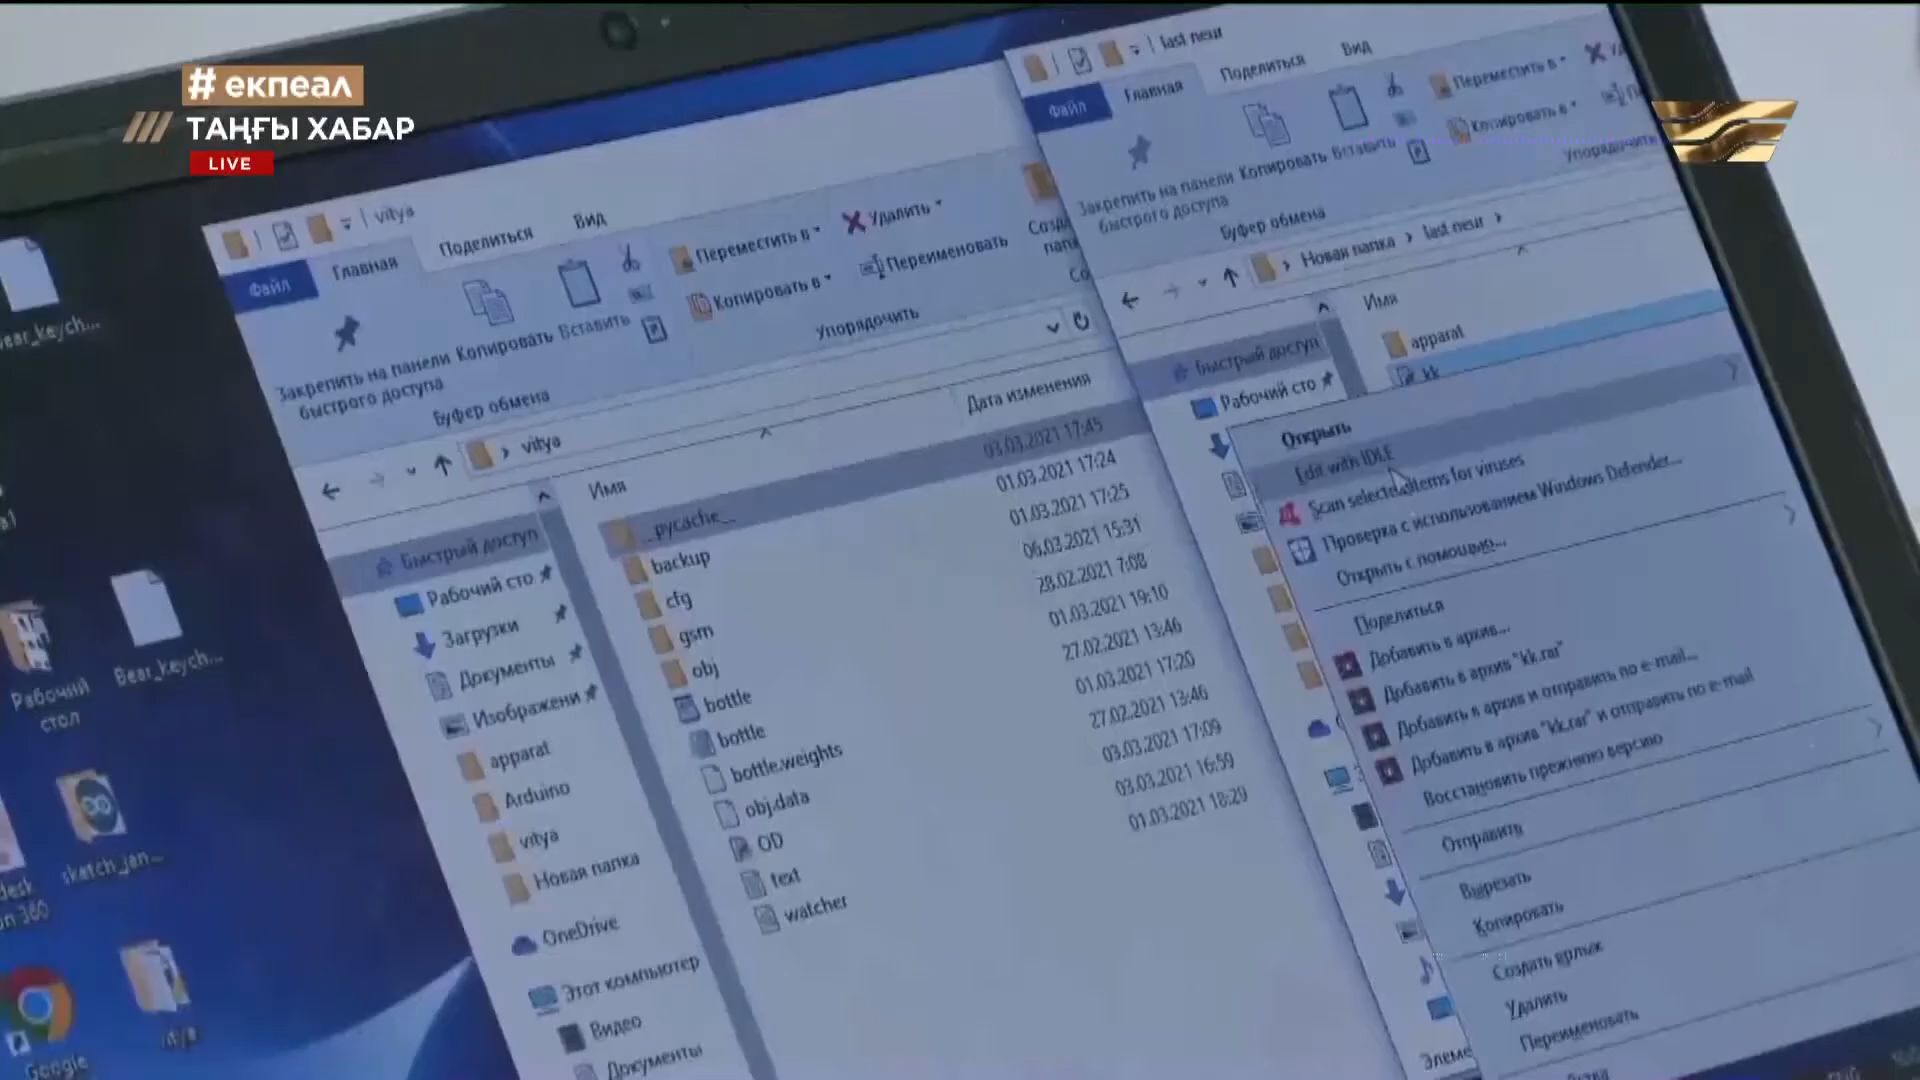 # екпеал
ТАҢҒЫ ХАБАР
LIVE
vitya
Файл Главная Поделиться Вид
Закрепить на панели быстрого доступа
Копировать
Вставить
Переместить в
Копировать в
Удалить
Переименовать
Буфер обмена
Упорядочить
vitya
Имя
Дата изменения
__pycache__ 03.03.2021 17:45
backup 01.03.2021 17:24
cfg 01.03.2021 17:25
gsm 06.03.2021 15:31
obj 28.02.2021 7:08
bottle 01.03.2021 19:10
bottle 27.02.2021 13:46
bottle.weights 01.03.2021 17:20
obj.data 27.02.2021 13:46
OD 03.03.2021 17:09
text 03.03.2021 16:59
watcher 01.03.2021 18:29
Быстрый доступ
Рабочий сто
Загрузки
Документы
Изображени
apparat
Arduino
vitya
Новая папка
OneDrive
Этот компьютер
Видео
Документы
last neur
Файл Главная Поделиться Вид
Закрепить на панели быстрого доступа
Копировать
Вставить
Переместить в
Копировать в
Буфер обмена
Упорядочить
Новая папка > last neur
Имя
apparat
kk
Быстрый доступ
Рабочий сто
Открыть
Edit with IDLE
Scan selected items for viruses
Проверка с использованием Windows Defender...
Открыть с помощью...
Поделиться
Добавить в архив...
Добавить в архив "kk.rar"
Добавить в архив и отправить по e-mail...
Добавить в архив "kk.rar" и отправить по e-mail
Восстановить прежнюю версию
Отправить
Вырезать
Копировать
Создать ярлык
Удалить
Переименовать
Bear_keych...
Рабочий стол
Bear_keych...
sketch_jan...
Google
vitya